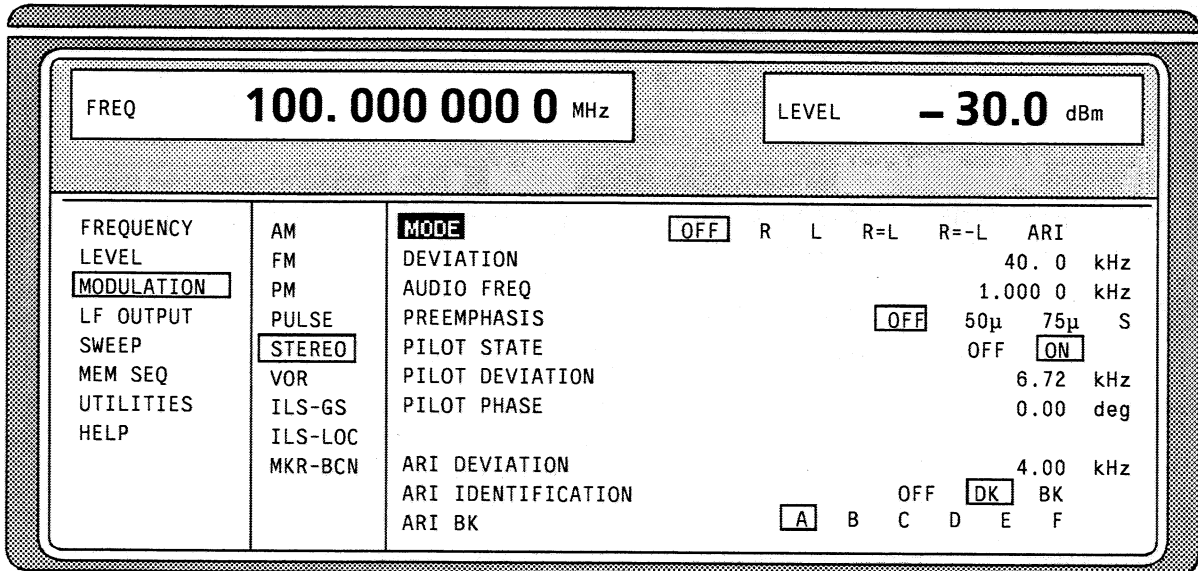 FREQ 100. 000 000 0 MHz
LEVEL – 30.0 dBm
FREQUENCY
LEVEL
MODULATION
LF OUTPUT
SWEEP
MEM SEQ
UTILITIES
HELP
AM
FM
PM
PULSE
STEREO
VOR
ILS-GS
ILS-LOC
MKR-BCN
MODE OFF R L R=L R=-L ARI
DEVIATION 40. 0 kHz
AUDIO FREQ 1.000 0 kHz
PREEMPHASIS OFF 50µ 75µ S
PILOT STATE OFF ON
PILOT DEVIATION 6.72 kHz
PILOT PHASE 0.00 deg
ARI DEVIATION 4.00 kHz
ARI IDENTIFICATION OFF DK BK
ARI BK A B C D E F